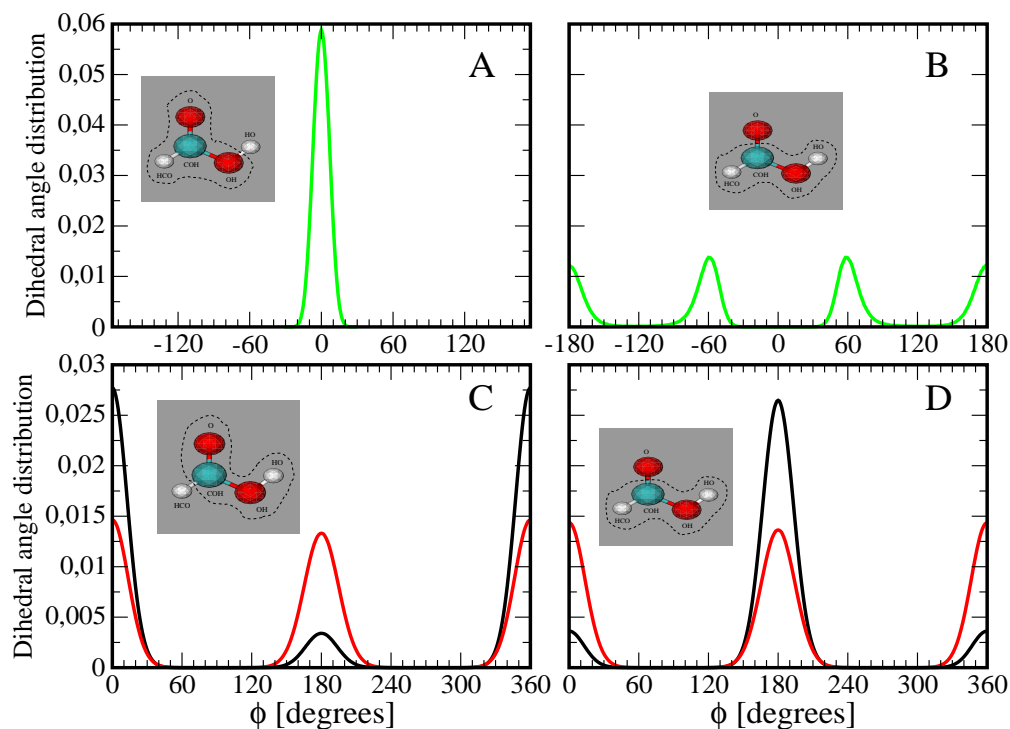 0,06
0,05
0,04
0,03
0,02
0,01
0
Dihedral angle distribution
A
O
HO
HCO
COH
OH
-120 -60 0 60 120
B
O
HO
HCO
COH
OH
-180 -120 -60 0 60 120 180
0,03
0,025
0,02
0,015
0,01
0,005
0
Dihedral angle distribution
C
O
HO
HCO
COH
OH
0 60 120 180 240 300 360
ϕ [degrees]
D
O
HO
HCO
COH
OH
0 60 120 180 240 300 360
ϕ [degrees]